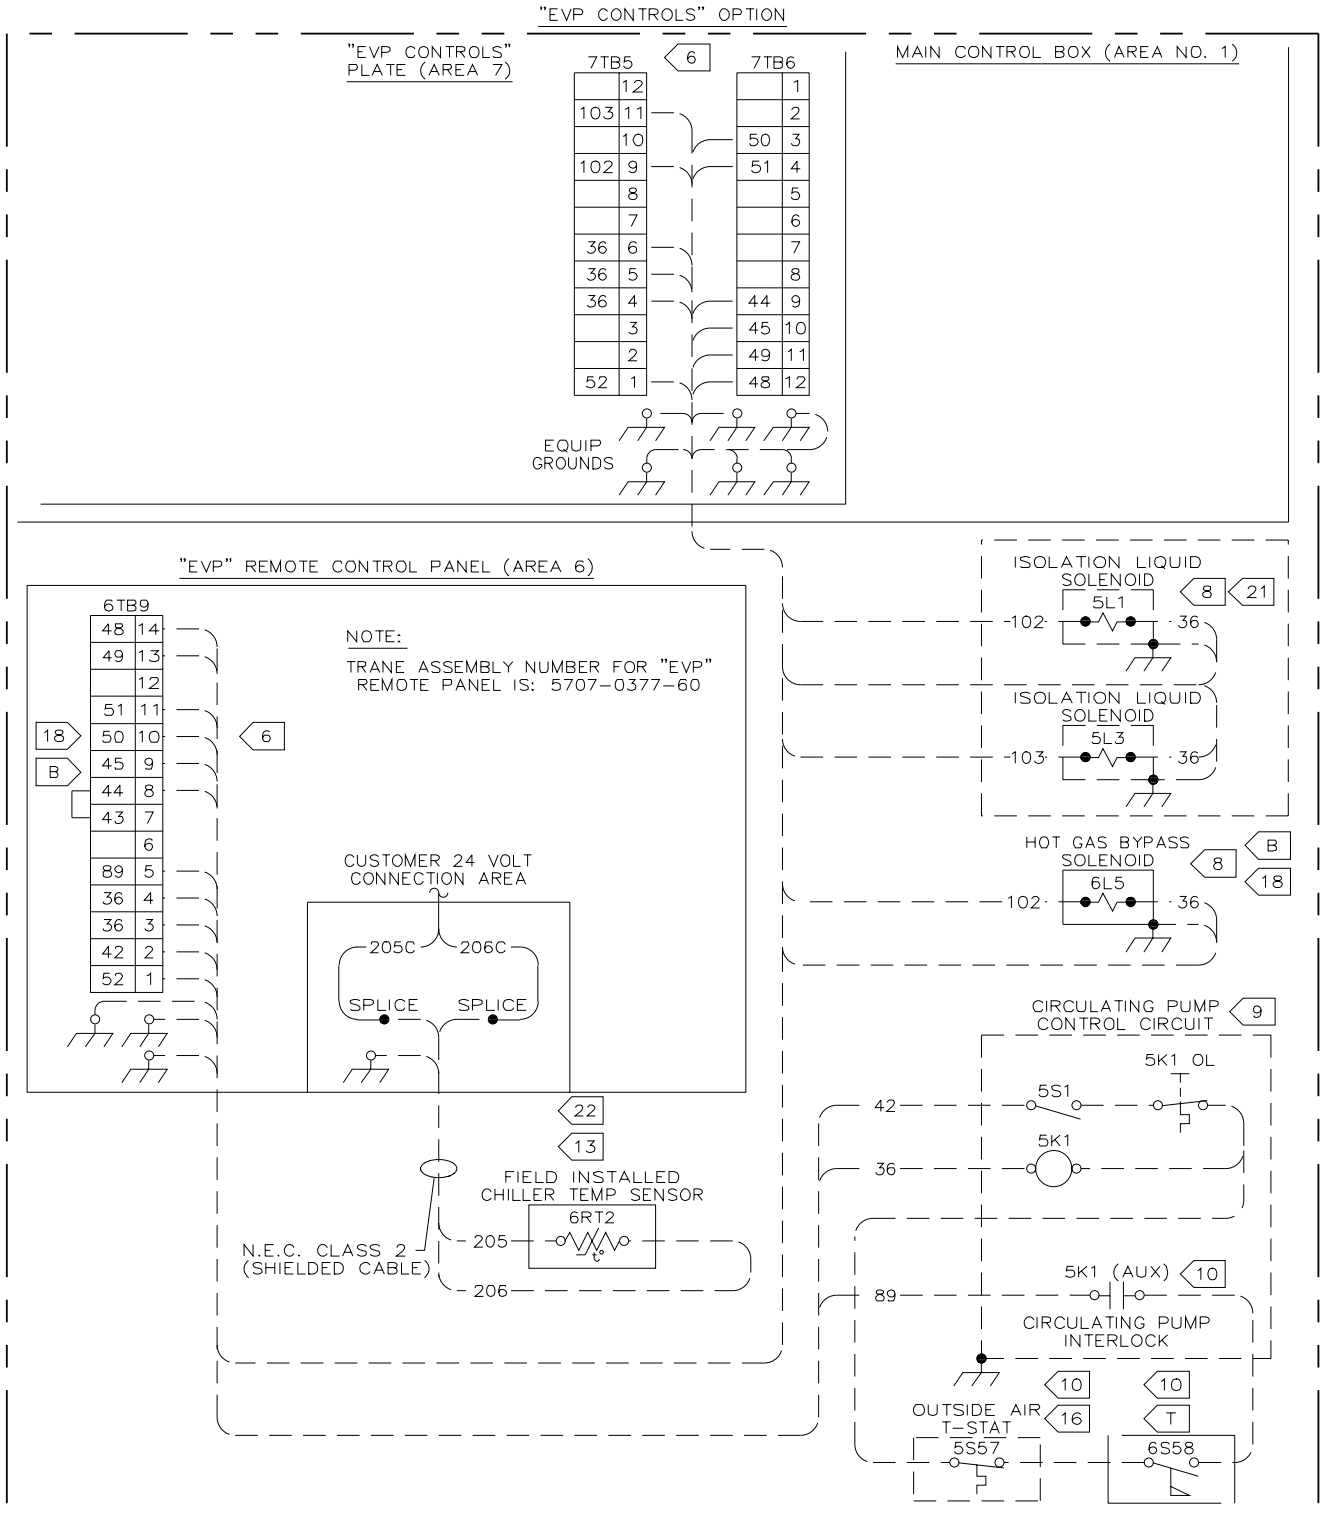 "EVP CONTROLS" OPTION
"EVP CONTROLS"
PLATE (AREA 7)
MAIN CONTROL BOX (AREA NO. 1)
6
7TB5
12
103 11
10
102 9
8
7
36 6
36 5
36 4
3
2
52 1
7TB6
1
2
50 3
51 4
5
6
7
8
44 9
45 10
49 11
48 12
EQUIP
GROUNDS
"EVP" REMOTE CONTROL PANEL (AREA 6)
6TB9
48 14
49 13
12
51 11
50 10
45 9
44 8
43 7
6
89 5
36 4
36 3
42 2
52 1
18
B
6
NOTE:
TRANE ASSEMBLY NUMBER FOR "EVP"
REMOTE PANEL IS: 5707-0377-60
CUSTOMER 24 VOLT
CONNECTION AREA
205C 206C
SPLICE SPLICE
22
13
FIELD INSTALLED
CHILLER TEMP SENSOR
6RT2
t°
205
206
N.E.C. CLASS 2
(SHIELDED CABLE)
ISOLATION LIQUID
SOLENOID
8 21
5L1
102 36
ISOLATION LIQUID
SOLENOID
5L3
103 36
HOT GAS BYPASS
SOLENOID
B
8
18
6L5
102 36
CIRCULATING PUMP
CONTROL CIRCUIT
9
5K1 OL
5S1
42
5K1
36
5K1 (AUX)
10
89
CIRCULATING PUMP
INTERLOCK
10 10
OUTSIDE AIR
T-STAT
16 T
5S57 6S58